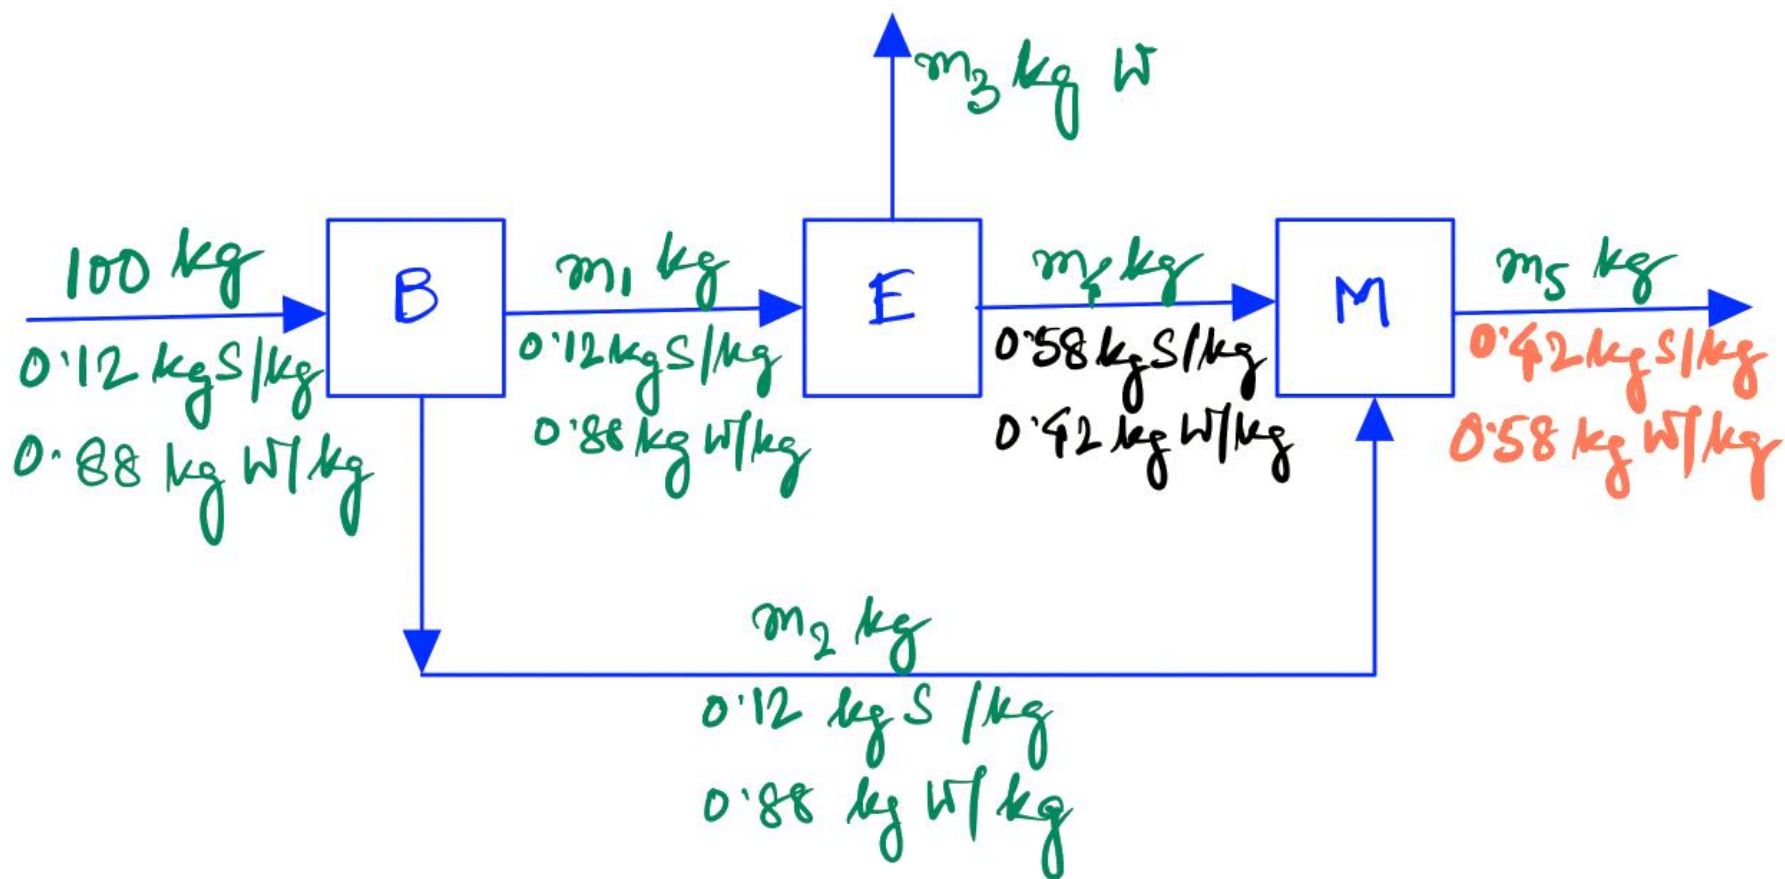 m3 kg W
100 kg
0.12 kg S/kg
0.88 kg W/kg
B
m1 kg
0.12 kg S/kg
0.88 kg W/kg
E
m4 kg
0.58 kg S/kg
0.42 kg W/kg
M
m5 kg
0.42 kg S/kg
0.58 kg W/kg
m2 kg
0.12 kg S /kg
0.88 kg W/kg